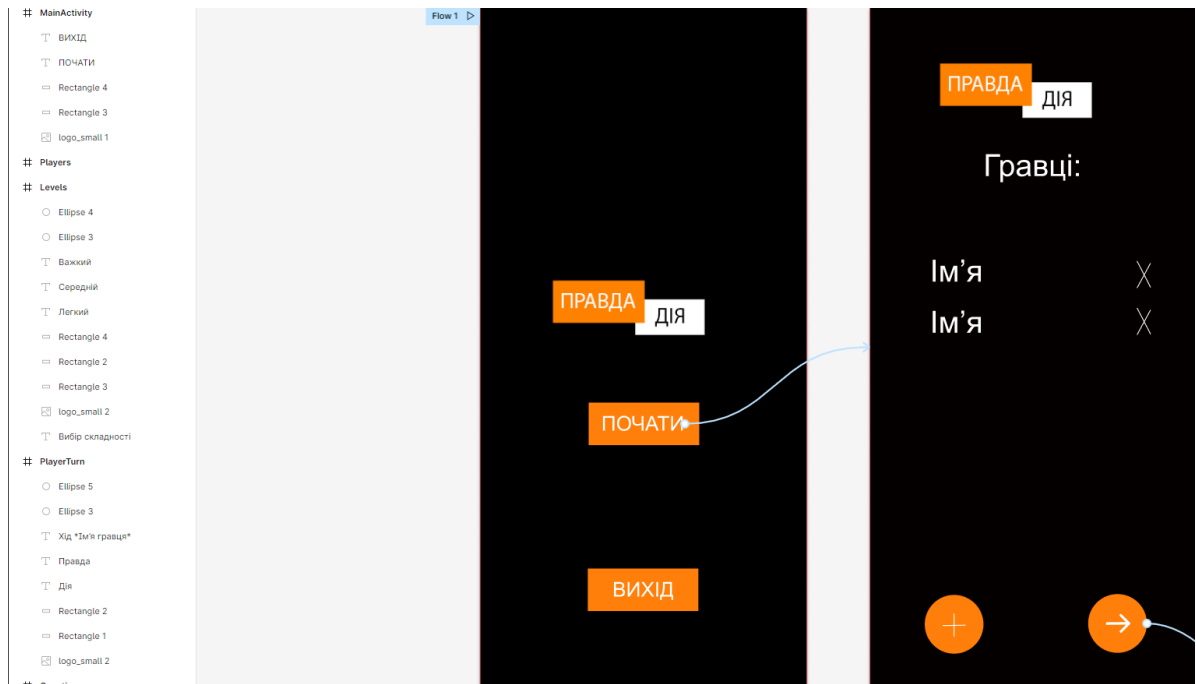 MainActivity
ВИХІД
ПОЧАТИ
Rectangle 4
Rectangle 3
logo_small 1
Players
Levels
Ellipse 4
Ellipse 3
Важкий
Середній
Легкий
Rectangle 4
Rectangle 2
Rectangle 3
logo_small 2
Вибір складності
PlayerTurn
Ellipse 5
Ellipse 3
Хід *Ім'я гравця*
Правда
Дія
Rectangle 2
Rectangle 1
logo_small 2
Flow 1
ПРАВДА
ДІЯ
ПОЧАТИ
ВИХІД
ПРАВДА
ДІЯ
Гравці:
Ім’я
Ім’я